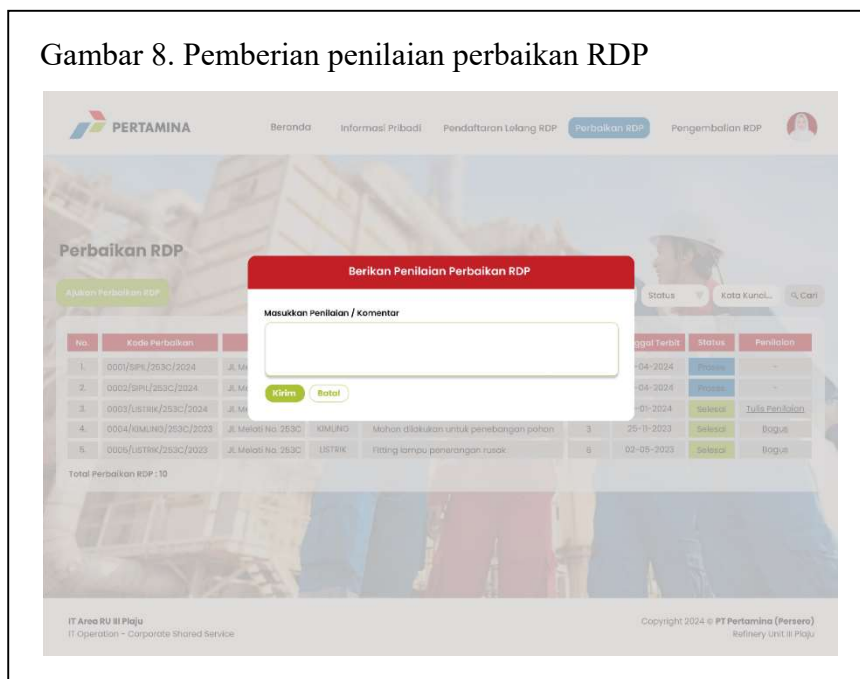 Gambar 8. Pemberian penilaian perbaikan RDP
PERTAMINA Beranda Informasi Pribadi Pendaftaran Lelang RDP Perbaikan RDP Pengembalian RDP
Perbaikan RDP
Berikan Penilaian Perbaikan RDP
Ajukan Perbaikan RDP Status Kata Kunci... Cari
Masukkan Penilaian / Komentar
No. Kode Perbaikan ggal Terbit Status Penilaian
1. 0001/SIPIL/253C/2024 Jl. Me -04-2024 Proses -
2. 0002/SIPIL/253C/2024 Jl. Me -04-2024 Proses -
Kirim Batal
3. 0003/LISTRIK/253C/2024 Jl. Me -01-2024 Selesai Tulis Penilaian
4. 0004/KIMLING/253C/2023 Jl. Melati No. 253C KIMLING Mohon dilakukan untuk penebangan pohon 3 25-11-2023 Selesai Bagus
5. 0005/LISTRIK/253C/2023 Jl. Melati No. 253C LISTRIK Fitting lampu penerangan rusak 6 02-05-2023 Selesai Bagus
Total Perbaikan RDP : 10
IT Area RU III Plaju Copyright 2024 © PT Pertamina (Persero)
IT Operation - Corporate Shared Service Refinery Unit III Plaju